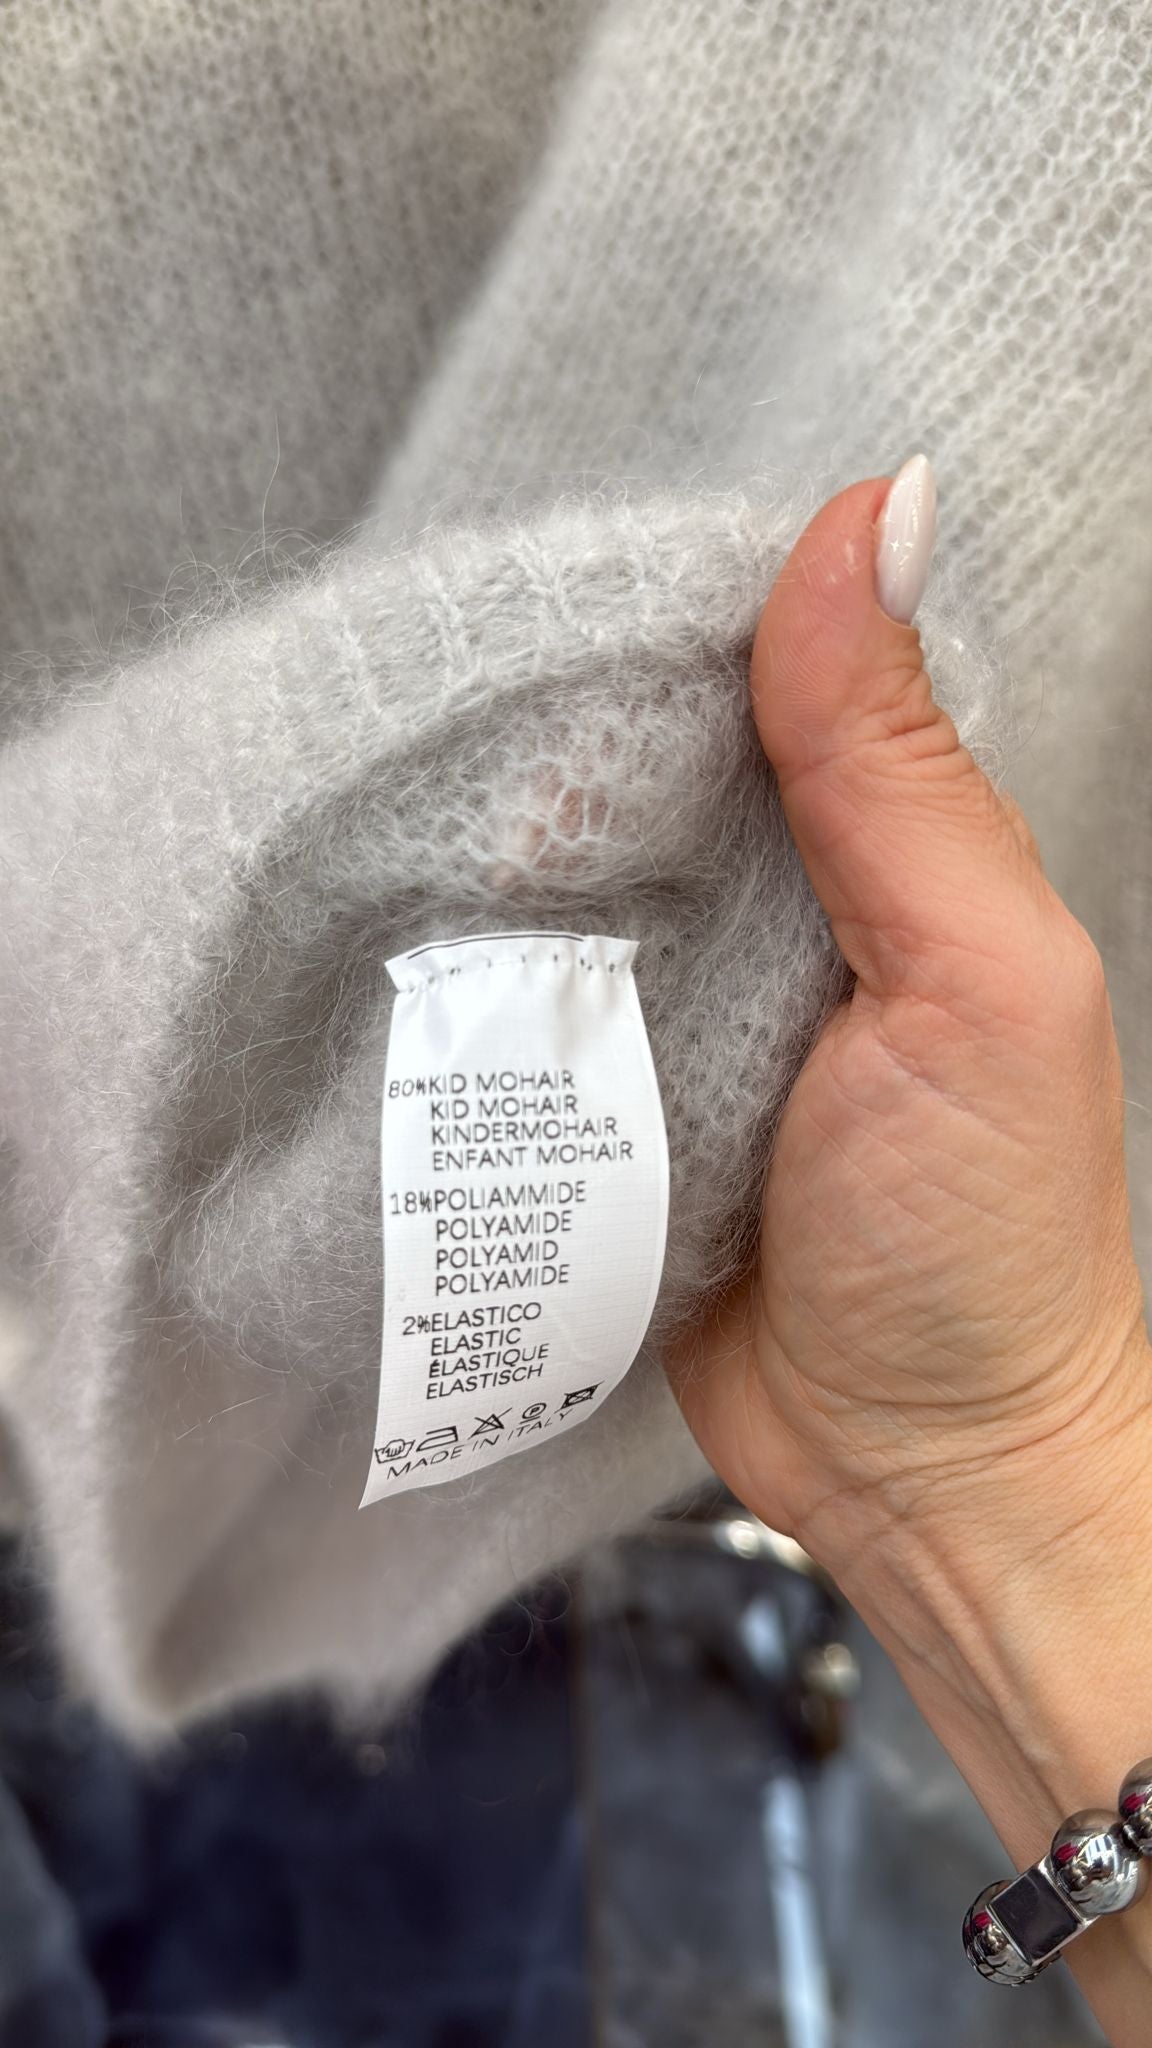 80%KID MOHAIR
KID MOHAIR
KINDERMOHAIR
ENFANT MOHAIR
18%POLIAMMIDE
POLYAMIDE
POLYAMID
POLYAMIDE
2%ELASTICO
ELASTIC
ÉLASTIQUE
ELASTISCH
P
MADE IN ITALY